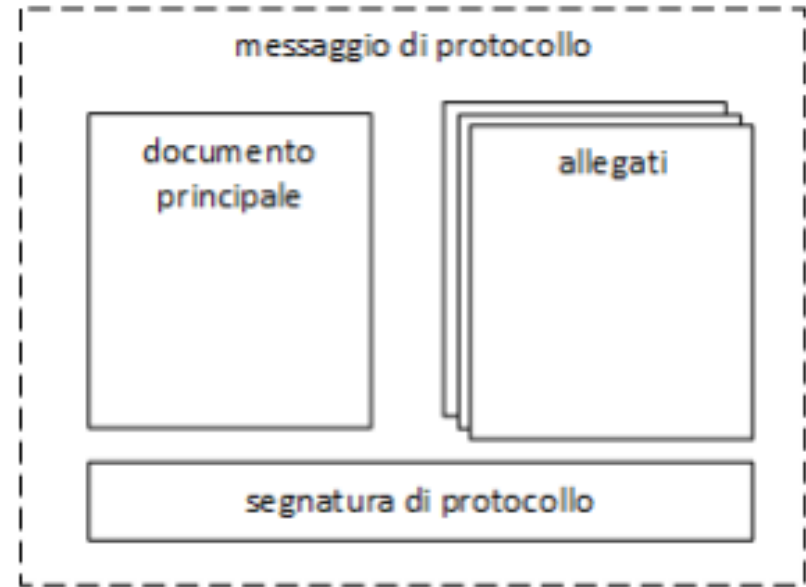 messaggio di protocollo
documento
principale
allegati
segnatura di protocollo